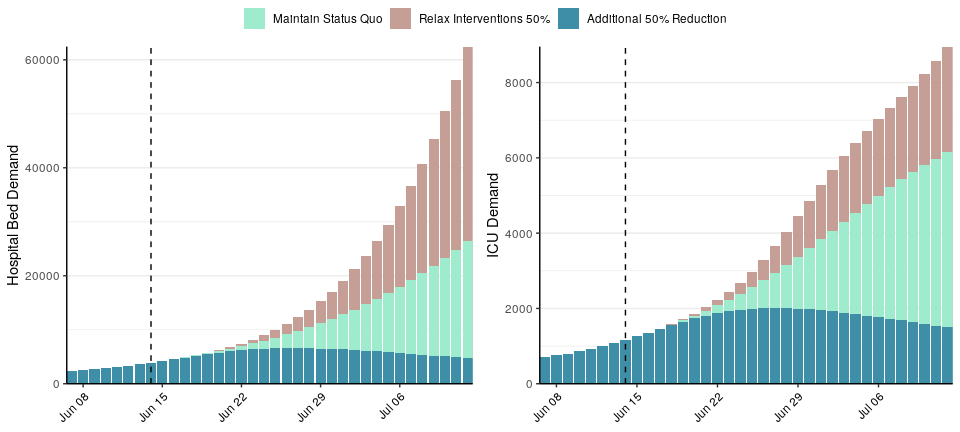 Maintain Status Quo Relax Interventions 50% Additional 50% Reduction
Hospital Bed Demand
60000
40000
20000
0
Jun 08
Jun 15
Jun 22
Jun 29
Jul 06
ICU Demand
8000
6000
4000
2000
0
Jun 08
Jun 15
Jun 22
Jun 29
Jul 06